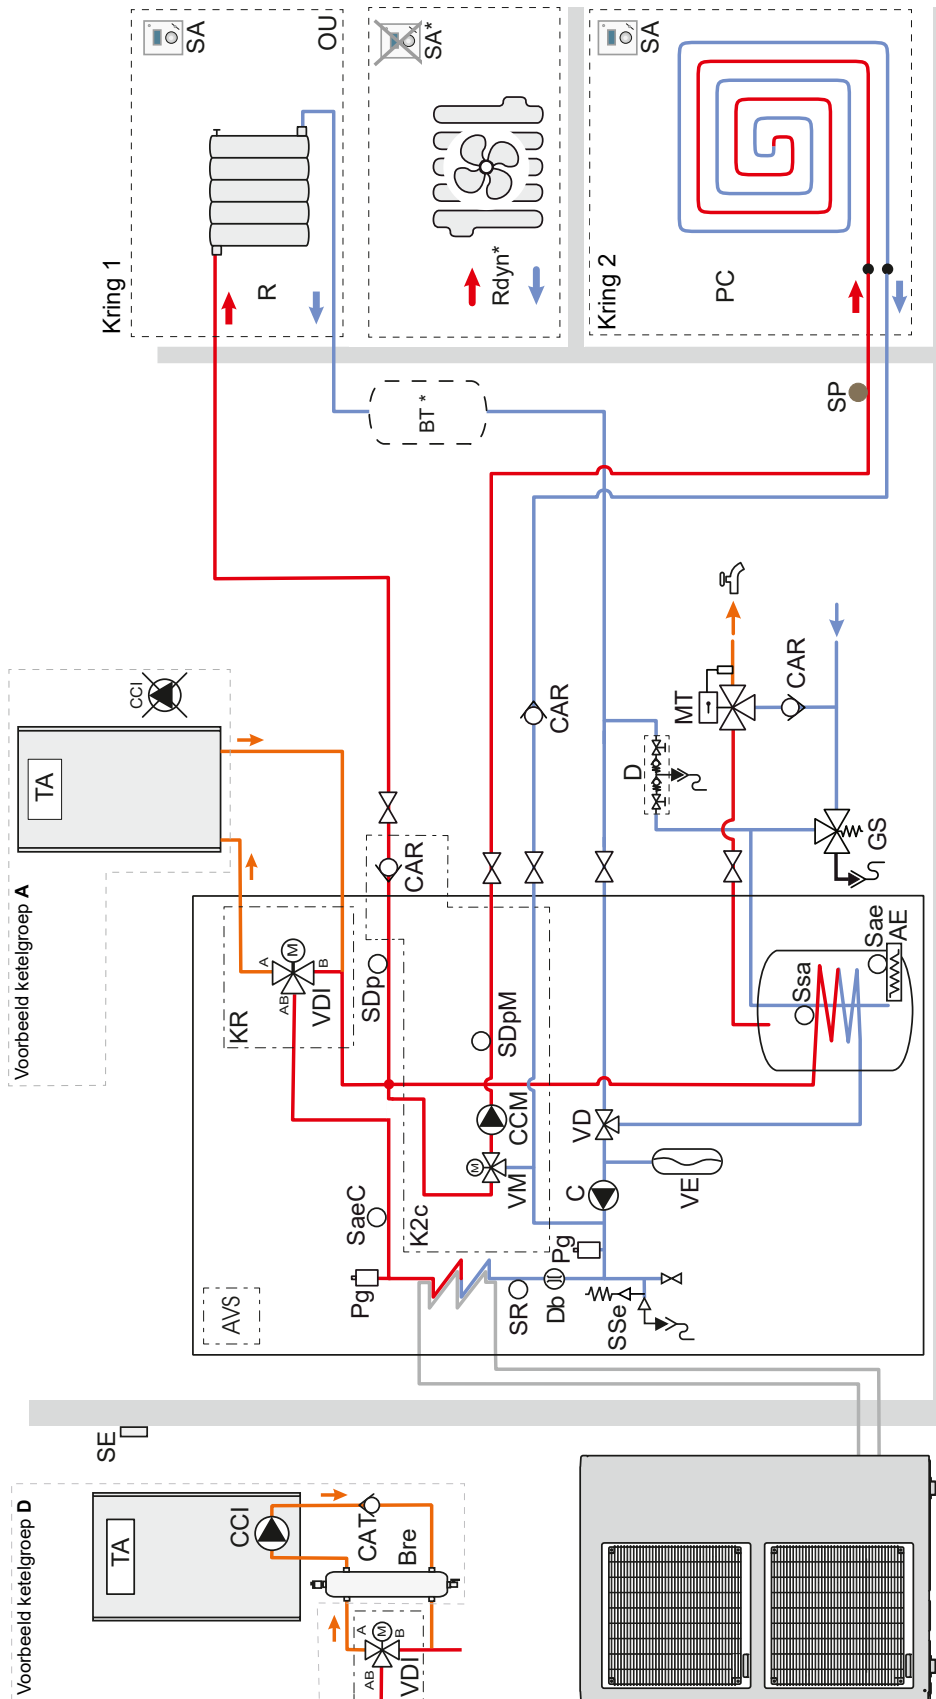 Kring 1
SA
OU
R
SA*
Rdyn*
Kring 2
SA
PC
BT *
SP
Voorbeeld ketelgroep A
TA
CCI
CAR
CAR
D
MT
CAR
GS
KR
A
M
AB
B
VDI
SDp
SDpM
Ssa
Sae
AE
CCM
M
VM
VD
C
VE
SaeC
K2c
Pg
Pg
SR
Db
SSe
AVS
SE
Voorbeeld ketelgroep D
TA
CCI
CAT
Bre
A
M
B
AB
VDI